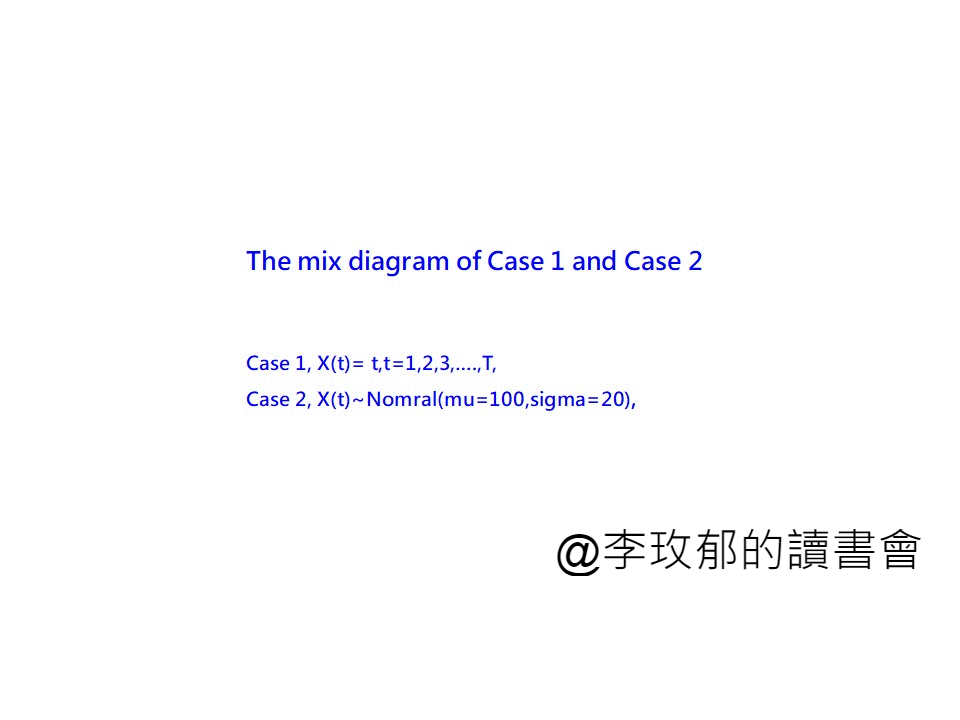 The mix diagram of Case 1 and Case 2
Case 1, X(t)= t,t=1,2,3,....,T,
Case 2, X(t)~Nomral(mu=100,sigma=20),
@李玫郁的讀書會